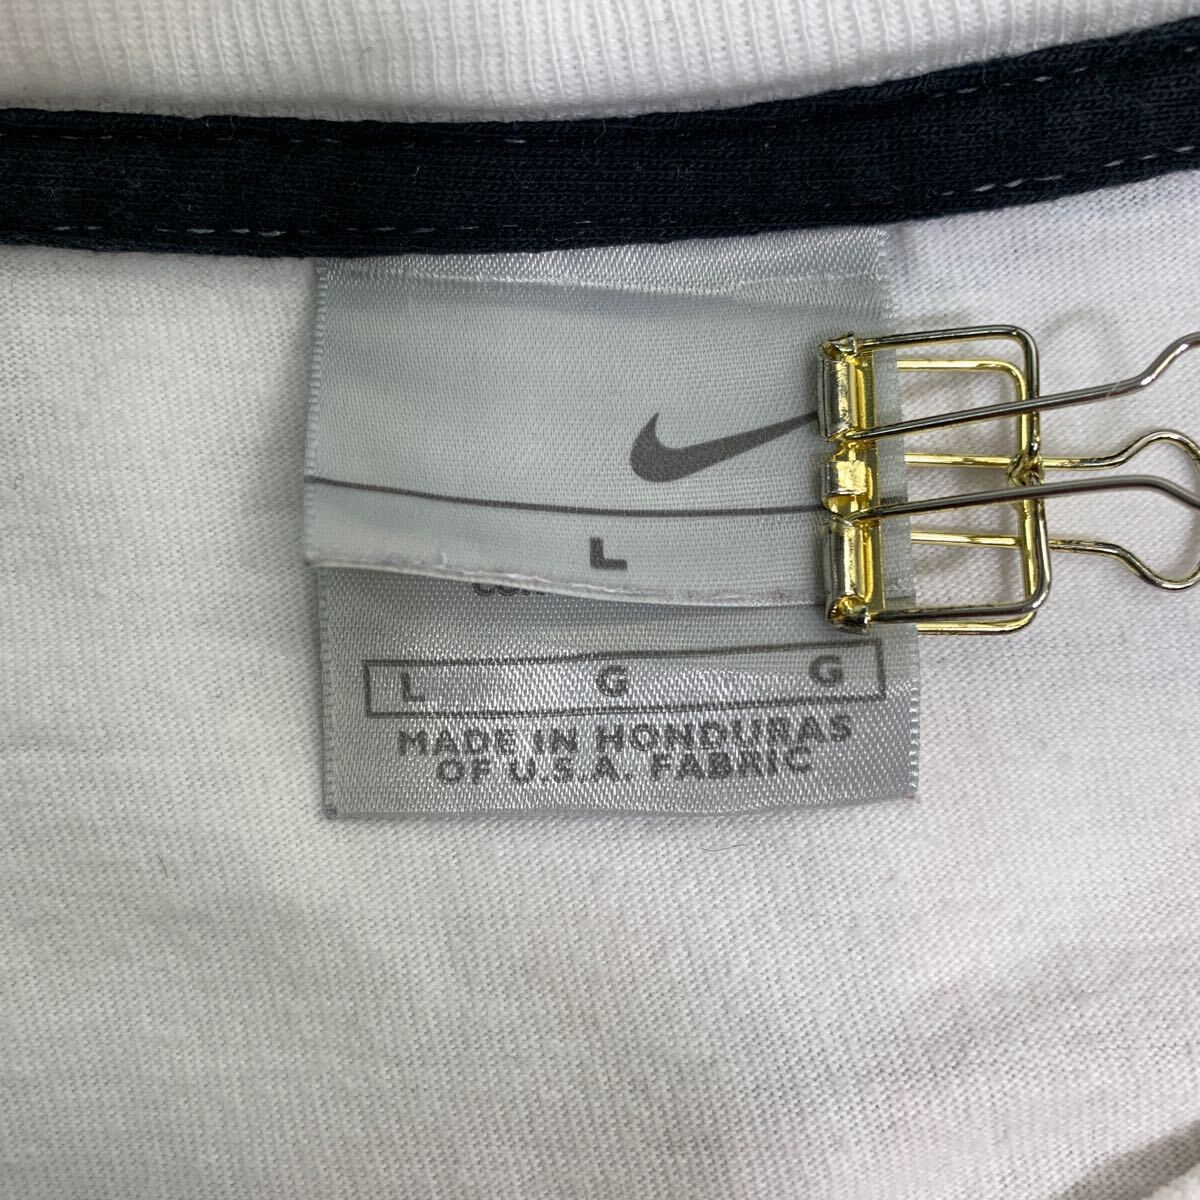 L
L G G
MADE IN HONDURAS
OF U.S.A. FABRIC